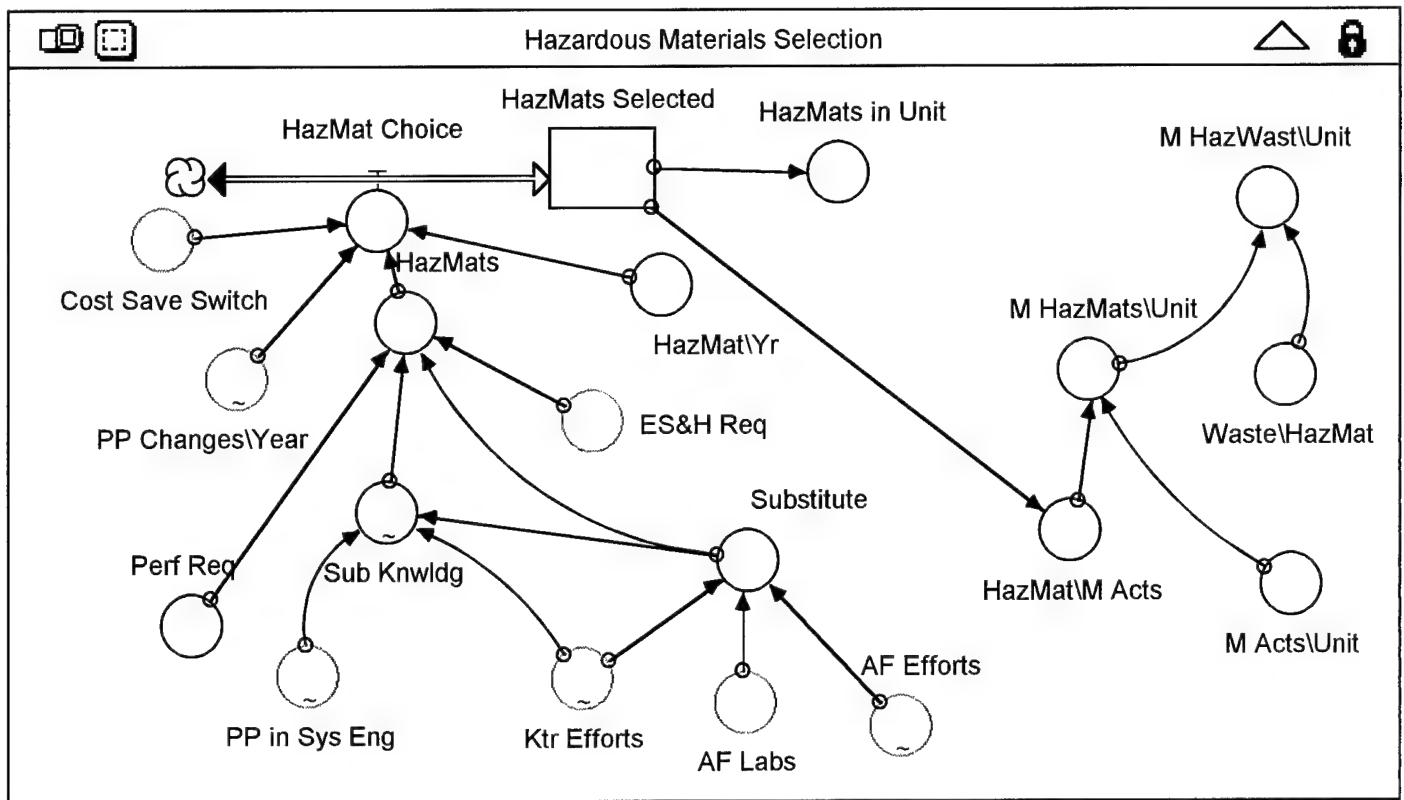 Hazardous Materials Selection
HazMats Selected
HazMats in Unit
HazMat Choice
M HazWast\Unit
HazMats
Cost Save Switch
M HazMats\Unit
HazMat\Yr
PP Changes\Year
ES&H Req
Waste\HazMat
Substitute
Perf Req
Sub Knwldg
HazMat\M Acts
M Acts\Unit
AF Efforts
PP in Sys Eng
Ktr Efforts
AF Labs